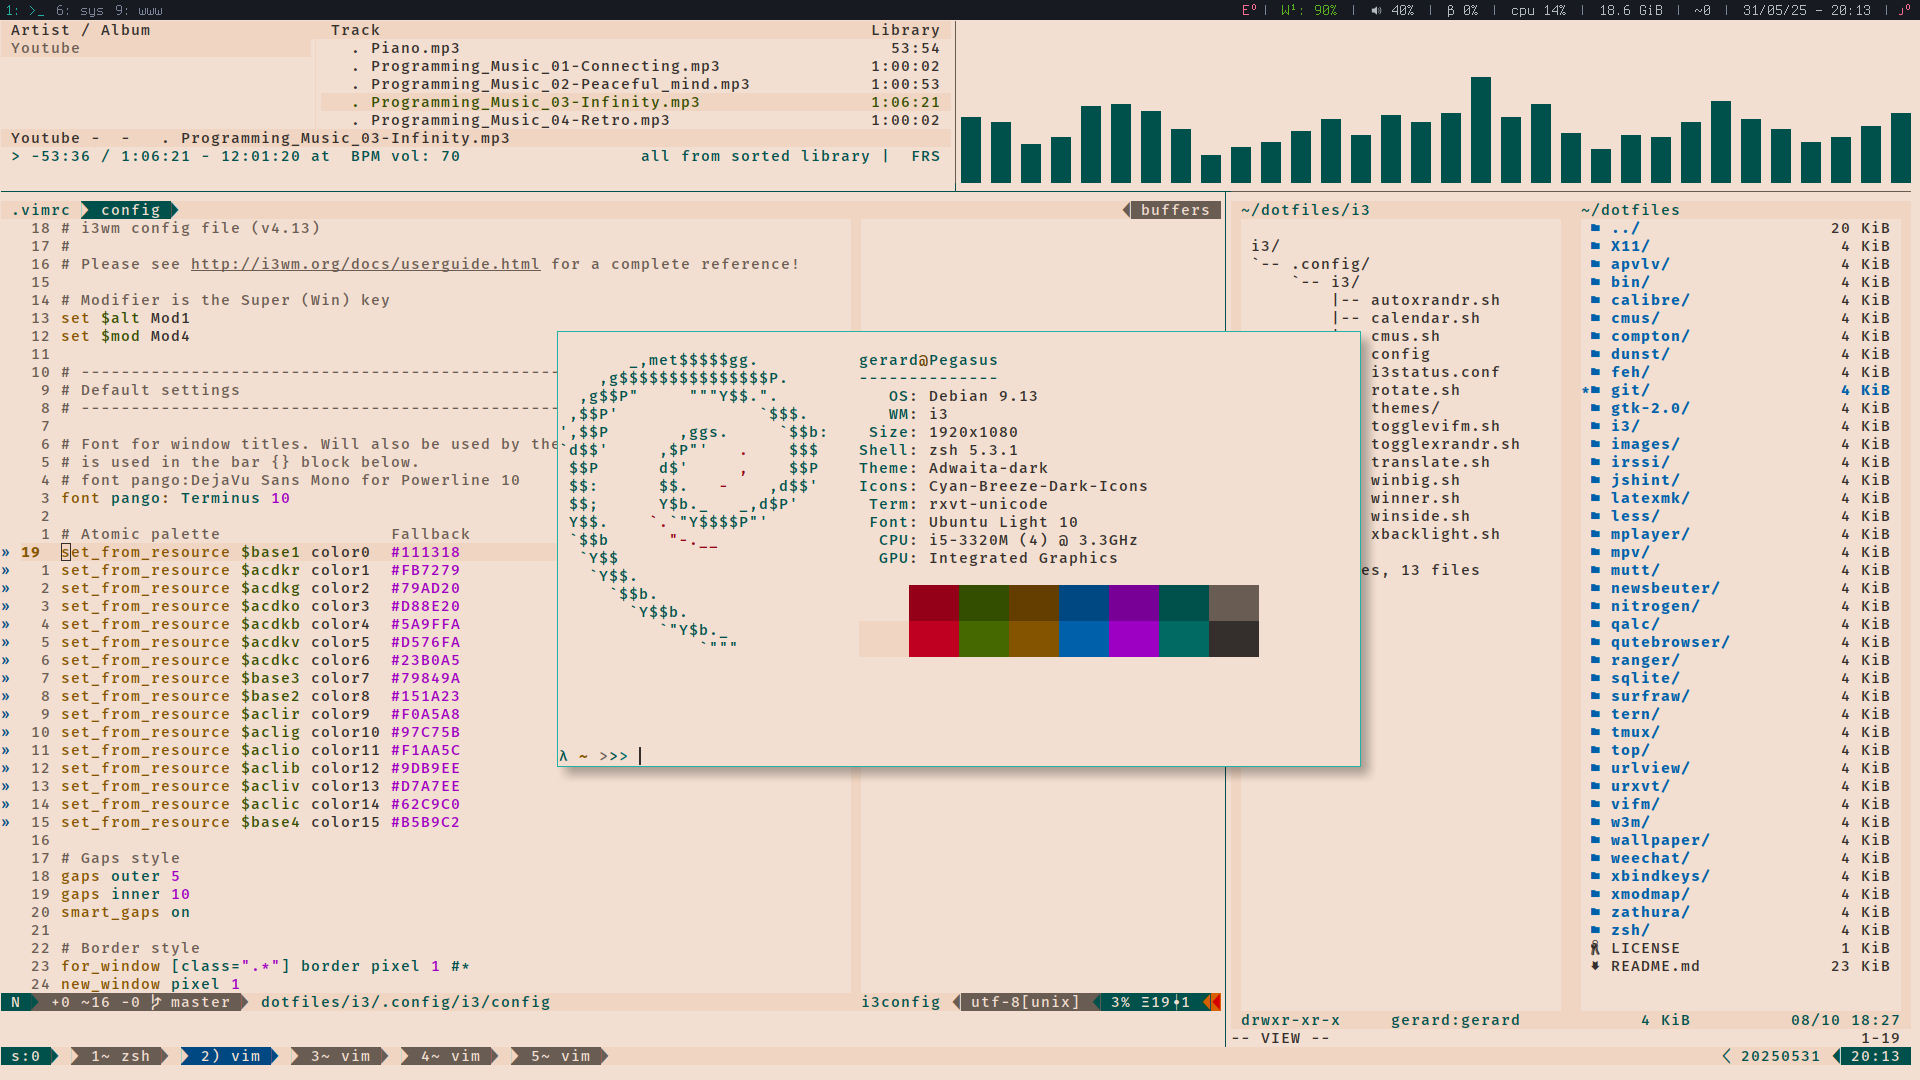 1: >_ 6: sys 9: www
E⁰ | W¹: 90% | 40% | β 0% | cpu 14% | 18.6 GiB | ~0 | 31/05/25 - 20:13 |
Artist / Album Track Library
Youtube . Piano.mp3 53:54
. Programming_Music_01-Connecting.mp3 1:00:02
. Programming_Music_02-Peaceful_mind.mp3 1:00:53
. Programming_Music_03-Infinity.mp3 1:06:21
. Programming_Music_04-Retro.mp3 1:00:02
Youtube - - . Programming_Music_03-Infinity.mp3
> -53:36 / 1:06:21 - 12:01:20 at BPM vol: 70 all from sorted library | FRS
.vimrc config buffers
18 # i3wm config file (v4.13)
17 #
16 # Please see http://i3wm.org/docs/userguide.html for a complete reference!
15
14 # Modifier is the Super (Win) key
13 set $alt Mod1
12 set $mod Mod4
11
10 # ------------------------------------------------
9 # Default settings
8 # ------------------------------------------------
7
6 # Font for window titles. Will also be used by the
5 # is used in the bar {} block below.
4 # font pango:DejaVu Sans Mono for Powerline 10
3 font pango: Terminus 10
2
1 # Atomic palette Fallback
» 19 set_from_resource $base1 color0 #111318
» 1 set_from_resource $acdkr color1 #FB7279
» 2 set_from_resource $acdkg color2 #79AD20
» 3 set_from_resource $acdko color3 #D88E20
» 4 set_from_resource $acdkb color4 #5A9FFA
» 5 set_from_resource $acdkv color5 #D576FA
» 6 set_from_resource $acdkc color6 #23B0A5
» 7 set_from_resource $base3 color7 #79849A
» 8 set_from_resource $base2 color8 #151A23
» 9 set_from_resource $aclir color9 #F0A5A8
» 10 set_from_resource $aclig color10 #97C75B
» 11 set_from_resource $aclio color11 #F1AA5C
» 12 set_from_resource $aclib color12 #9DB9EE
» 13 set_from_resource $acliv color13 #D7A7EE
» 14 set_from_resource $aclic color14 #62C9C0
» 15 set_from_resource $base4 color15 #B5B9C2
16
17 # Gaps style
18 gaps outer 5
19 gaps inner 10
20 smart_gaps on
21
22 # Border style
23 for_window [class=".*"] border pixel 1 #*
24 new_window pixel 1
N +0 ~16 -0 master dotfiles/i3/.config/i3/config i3config utf-8[unix] 3% Ξ19 1
_,met$$$$$gg.
,g$$$$$$$$$$$$$$$P.
,g$$P" """Y$$.".
,$$P' `$$$.
',$$P ,ggs. `$$b:
`d$$' ,$P"' . $$$
$$P d$' , $$P
$$: $$. - ,d$$'
$$; Y$b._ _,d$P'
Y$$. `.`"Y$$$$P"'
`$$b "-.__
`Y$$
`Y$$.
`$$b.
`Y$$b.
`"Y$b._
`"""
gerard@Pegasus
--------------
OS: Debian 9.13
WM: i3
Size: 1920x1080
Shell: zsh 5.3.1
Theme: Adwaita-dark
Icons: Cyan-Breeze-Dark-Icons
Term: rxvt-unicode
Font: Ubuntu Light 10
CPU: i5-3320M (4) @ 3.3GHz
GPU: Integrated Graphics
λ ~ >>>
~/dotfiles/i3
i3/
`-- .config/
`-- i3/
|-- autoxrandr.sh
|-- calendar.sh
cmus.sh
config
i3status.conf
rotate.sh
themes/
togglevifm.sh
togglexrandr.sh
translate.sh
winbig.sh
winner.sh
winside.sh
xbacklight.sh
es, 13 files
~/dotfiles
../ 20 KiB
X11/ 4 KiB
apvlv/ 4 KiB
bin/ 4 KiB
calibre/ 4 KiB
cmus/ 4 KiB
compton/ 4 KiB
dunst/ 4 KiB
feh/ 4 KiB
* git/ 4 KiB
gtk-2.0/ 4 KiB
i3/ 4 KiB
images/ 4 KiB
irssi/ 4 KiB
jshint/ 4 KiB
latexmk/ 4 KiB
less/ 4 KiB
mplayer/ 4 KiB
mpv/ 4 KiB
mutt/ 4 KiB
newsbeuter/ 4 KiB
nitrogen/ 4 KiB
qalc/ 4 KiB
qutebrowser/ 4 KiB
ranger/ 4 KiB
sqlite/ 4 KiB
surfraw/ 4 KiB
tern/ 4 KiB
tmux/ 4 KiB
top/ 4 KiB
urlview/ 4 KiB
urxvt/ 4 KiB
vifm/ 4 KiB
w3m/ 4 KiB
wallpaper/ 4 KiB
weechat/ 4 KiB
xbindkeys/ 4 KiB
xmodmap/ 4 KiB
zathura/ 4 KiB
zsh/ 4 KiB
LICENSE 1 KiB
README.md 23 KiB
drwxr-xr-x gerard:gerard 4 KiB 08/10 18:27
-- VIEW -- 1-19
s:0 1~ zsh 2) vim 3~ vim 4~ vim 5~ vim 20250531 20:13